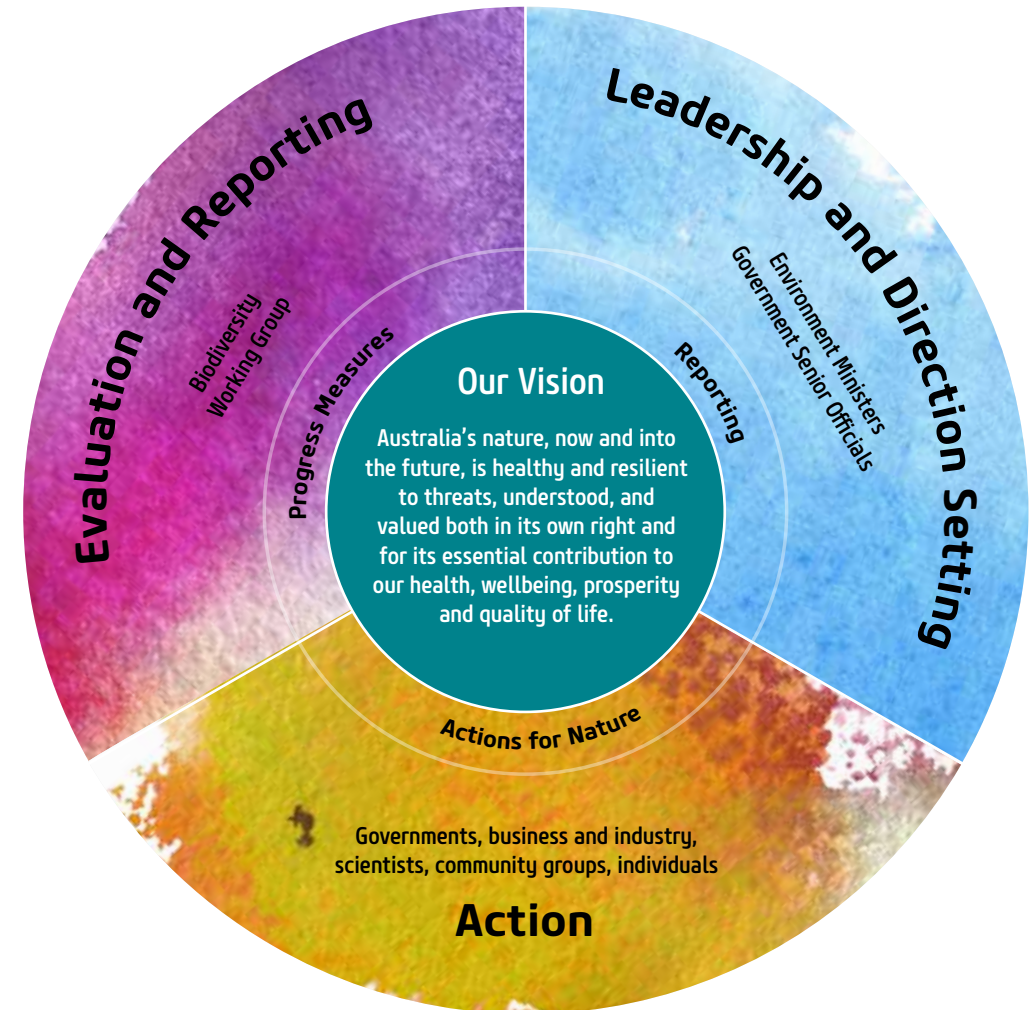 Leadership and Direction Setting
Environment Ministers
Government Senior Officials
Reporting
Evaluation and Reporting
Biodiversity
Working Group
Progress Measures
Our Vision
Australia's nature, now and into
the future, is healthy and resilient
to threats, understood, and
valued both in its own right and
for its essential contribution to
our health, wellbeing, prosperity
and quality of life.
Actions for Nature
Governments, business and industry,
scientists, community groups, individuals
Action